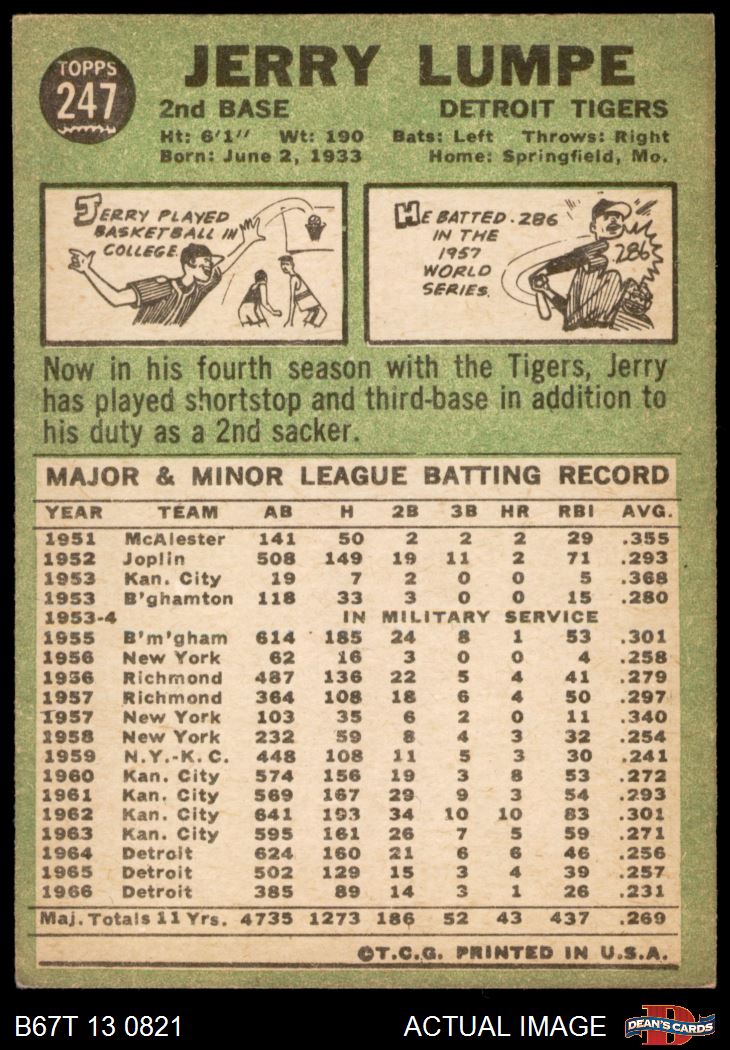 TOPPS
247
JERRY LUMPE
2nd BASE DETROIT TIGERS
Ht: 6'1" Wt: 190 Bats: Left Throws: Right
Born: June 2, 1933 Home: Springfield, Mo.
JERRY PLAYED
BASKETBALL IN
COLLEGE.
HE BATTED .286
IN THE
1957
WORLD
SERIES.
286
Now in his fourth season with the Tigers, Jerry
has played shortstop and third-base in addition to
his duty as a 2nd sacker.
MAJOR & MINOR LEAGUE BATTING RECORD
YEAR TEAM AB H 2B 3B HR RBI AVG.
1951 McAlester 141 50 2 2 2 29 .355
1952 Joplin 508 149 19 11 2 71 .293
1953 Kan. City 19 7 2 0 0 5 .368
1953 B'ghamton 118 33 3 0 0 15 .280
1953-4 IN MILITARY SERVICE
1955 B'm'gham 614 185 24 8 1 53 .301
1956 New York 62 16 3 0 0 4 .258
1956 Richmond 487 136 22 5 4 41 .279
1957 Richmond 364 108 18 6 4 50 .297
1957 New York 103 35 6 2 0 11 .340
1958 New York 232 59 8 4 3 32 .254
1959 N.Y.-K.C. 448 108 11 5 3 30 .241
1960 Kan. City 574 156 19 3 8 53 .272
1961 Kan. City 569 167 29 9 3 54 .293
1962 Kan. City 641 193 34 10 10 83 .301
1963 Kan. City 595 161 26 7 5 59 .271
1964 Detroit 624 160 21 6 6 46 .256
1965 Detroit 502 129 15 3 4 39 .257
1966 Detroit 385 89 14 3 1 26 .231
Maj. Totals 11 Yrs. 4735 1273 186 52 43 437 .269
©T.C.G. PRINTED IN U.S.A.
B67T 13 0821 ACTUAL IMAGE
D
DEAN'S CARDS